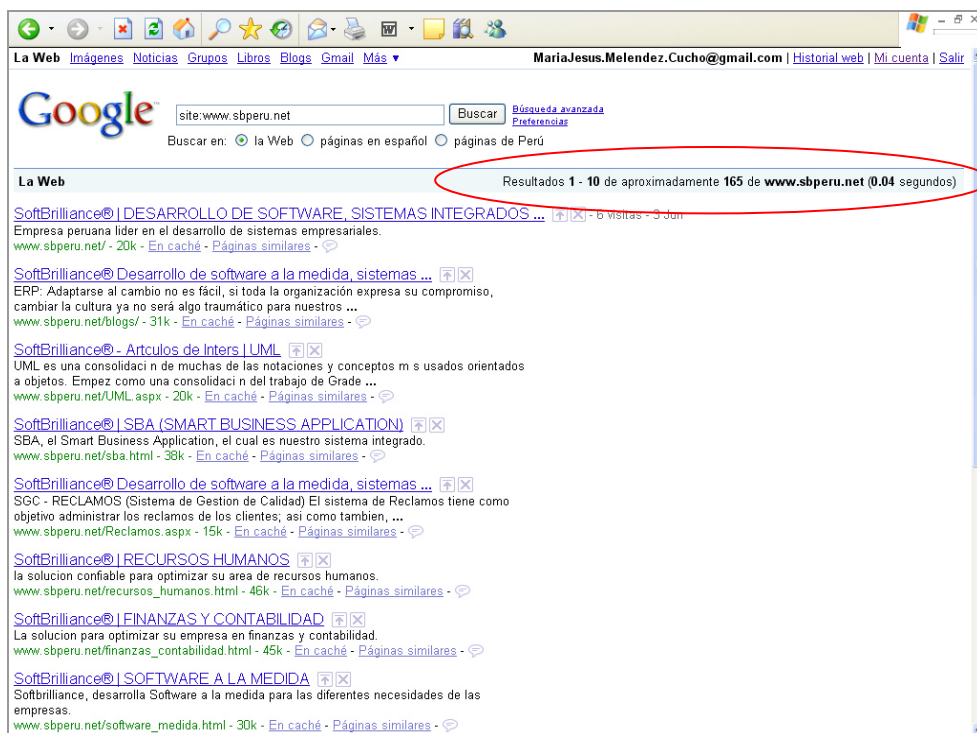 La Web Imágenes Noticias Grupos Libros Blogs Gmail Más ▼ MariaJesus.Melendez.Cucho@gmail.com | Historial web | Mi cuenta | Salir
Google™ site:www.sbperu.net Buscar Búsqueda avanzada
Preferencias
Buscar en: la Web páginas en español páginas de Perú
La Web Resultados 1 - 10 de aproximadamente 165 de www.sbperu.net (0.04 segundos)
SoftBrilliance® | DESARROLLO DE SOFTWARE, SISTEMAS INTEGRADOS ... - 6 visitas - 3 Jun
Empresa peruana lider en el desarrollo de sistemas empresariales.
www.sbperu.net/ - 20k - En caché - Páginas similares -
SoftBrilliance® Desarrollo de software a la medida, sistemas ...
ERP: Adaptarse al cambio no es fácil, si toda la organización expresa su compromiso,
cambiar la cultura ya no será algo traumático para nuestros ...
www.sbperu.net/blogs/ - 31k - En caché - Páginas similares -
SoftBrilliance® - Artculos de Inters | UML
UML es una consolidaci n de muchas de las notaciones y conceptos m s usados orientados
a objetos. Empez como una consolidaci n del trabajo de Grade ...
www.sbperu.net/UML.aspx - 20k - En caché - Páginas similares -
SoftBrilliance® | SBA (SMART BUSINESS APPLICATION)
SBA, el Smart Business Application, el cual es nuestro sistema integrado.
www.sbperu.net/sba.html - 38k - En caché - Páginas similares -
SoftBrilliance® Desarrollo de software a la medida, sistemas ...
SGC - RECLAMOS (Sistema de Gestion de Calidad) El sistema de Reclamos tiene como
objetivo administrar los reclamos de los clientes; asi como tambien, ...
www.sbperu.net/Reclamos.aspx - 15k - En caché - Páginas similares -
SoftBrilliance® | RECURSOS HUMANOS
la solucion confiable para optimizar su area de recursos humanos.
www.sbperu.net/recursos_humanos.html - 46k - En caché - Páginas similares -
SoftBrilliance® | FINANZAS Y CONTABILIDAD
La solucion para optimizar su empresa en finanzas y contabilidad.
www.sbperu.net/finanzas_contabilidad.html - 45k - En caché - Páginas similares -
SoftBrilliance® | SOFTWARE A LA MEDIDA
Softbrilliance, desarrolla Software a la medida para las diferentes necesidades de las
empresas.
www.sbperu.net/software_medida.html - 30k - En caché - Páginas similares -